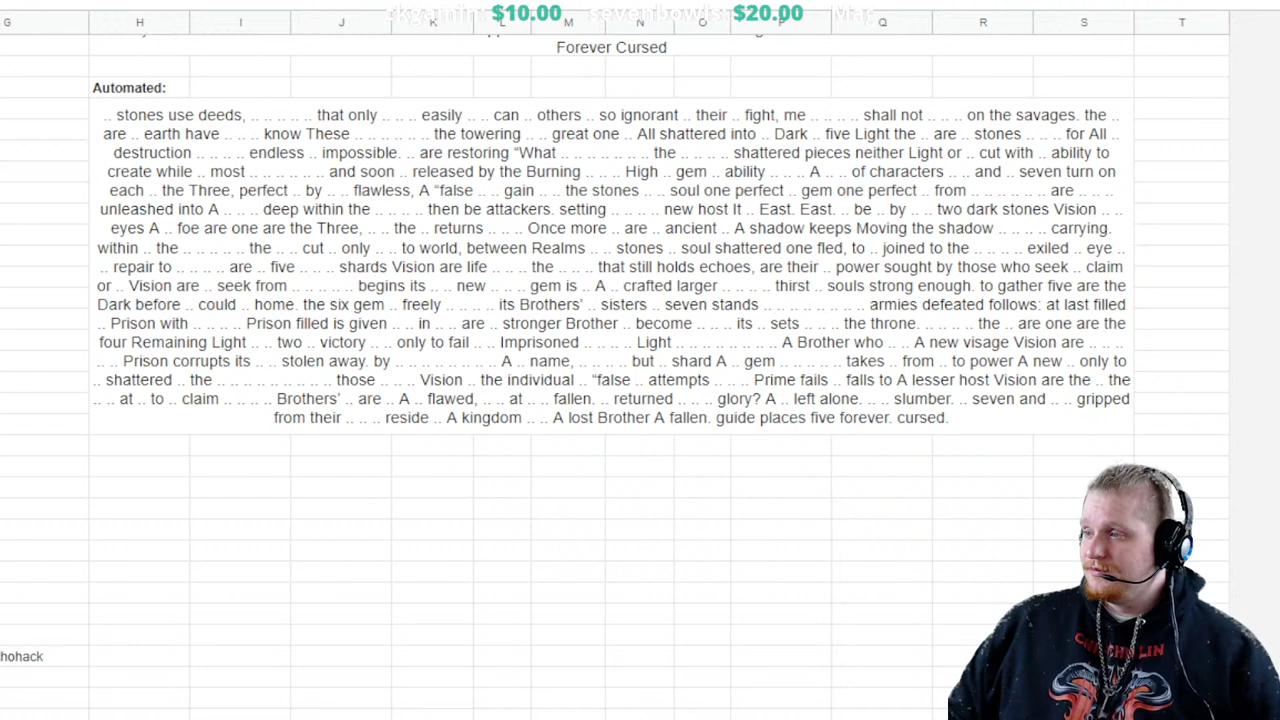 $10.00 sevenbowls: $20.00 Mag
G H I J K L M N O P Q R S T
Forever Cursed
Automated:
.. stones use deeds, .. .. .. .. .. that only .. .. .. easily .. can .. others .. so ignorant .. their .. fight, me .. .. .. .. shall not .. .. on the savages. the ..
are .. earth have .. .. .. know These .. .. .. .. .. the towering .. great one .. All shattered into .. Dark .. five Light the .. are .. stones .. .. .. for All ..
destruction .. .. .. .. endless .. impossible. .. are restoring “What .. .. .. .. .. .. the .. .. .. .. shattered pieces neither Light or .. cut with .. ability to
create while .. most .. .. .. .. .. .. and soon .. released by the Burning .. .. .. High .. gem .. ability .. .. A .. of characters .. .. and .. seven turn on
each .. the Three, perfect .. by .. flawless, A “false .. gain .. .. the stones .. .. soul one perfect .. gem one perfect .. from .. .. .. .. .. are .. ..
unleashed into A .. .. .. deep within the .. .. .. .. then be attackers. setting .. .. .. .. new host It .. East. East. .. be .. by .. .. two dark stones Vision .. ..
eyes A .. foe are one are the Three, .. .. the .. returns .. .. .. Once more .. are .. ancient .. A shadow keeps Moving the shadow .. .. .. .. carrying.
within .. the .. .. .. .. .. the .. .. cut .. only .. .. to world, between Realms .. .. stones .. soul shattered one fled, to .. joined to the .. .. .. .. exiled .. eye ..
.. repair to .. .. .. .. are .. five .. .. .. shards Vision are life .. .. .. the .. .. .. that still holds echoes, are their .. power sought by those who seek .. claim
or .. Vision are .. seek from .. .. .. .. begins its .. .. new .. .. gem is .. A .. crafted larger .. .. .. .. thirst .. souls strong enough. to gather five are the
Dark before .. could .. home. the six gem .. freely .. .. .. its Brothers’ .. sisters .. seven stands .. .. .. .. .. .. .. .. armies defeated follows: at last filled
.. Prison with .. .. .. .. Prison filled is given .. .. in .. .. are .. stronger Brother .. become .. .. its .. sets .. .. .. the throne. .. .. .. the .. are one are the
four Remaining Light .. .. two .. victory .. .. only to fail .. .. Imprisoned .. .. .. Light .. .. .. .. .. .. .. A Brother who .. A new visage Vision are .. ..
.. .. Prison corrupts its .. .. stolen away. by .. .. .. .. .. .. .. .. A .. name, .. .. .. but .. shard A .. gem .. .. .. .. .. takes .. from .. to power A new .. only to
.. shattered .. the .. .. .. .. .. .. .. .. those .. .. Vision .. the individual .. “false .. attempts .. .. Prime fails .. falls to A lesser host Vision are the .. the
.. .. at .. to .. claim .. .. .. Brothers’ .. are .. A .. flawed, .. at .. fallen. .. returned .. .. glory? A .. left alone. .. slumber. .. seven and .. .. gripped
from their .. .. .. reside .. A kingdom .. .. A lost Brother A fallen. guide places five forever. cursed.
hohack